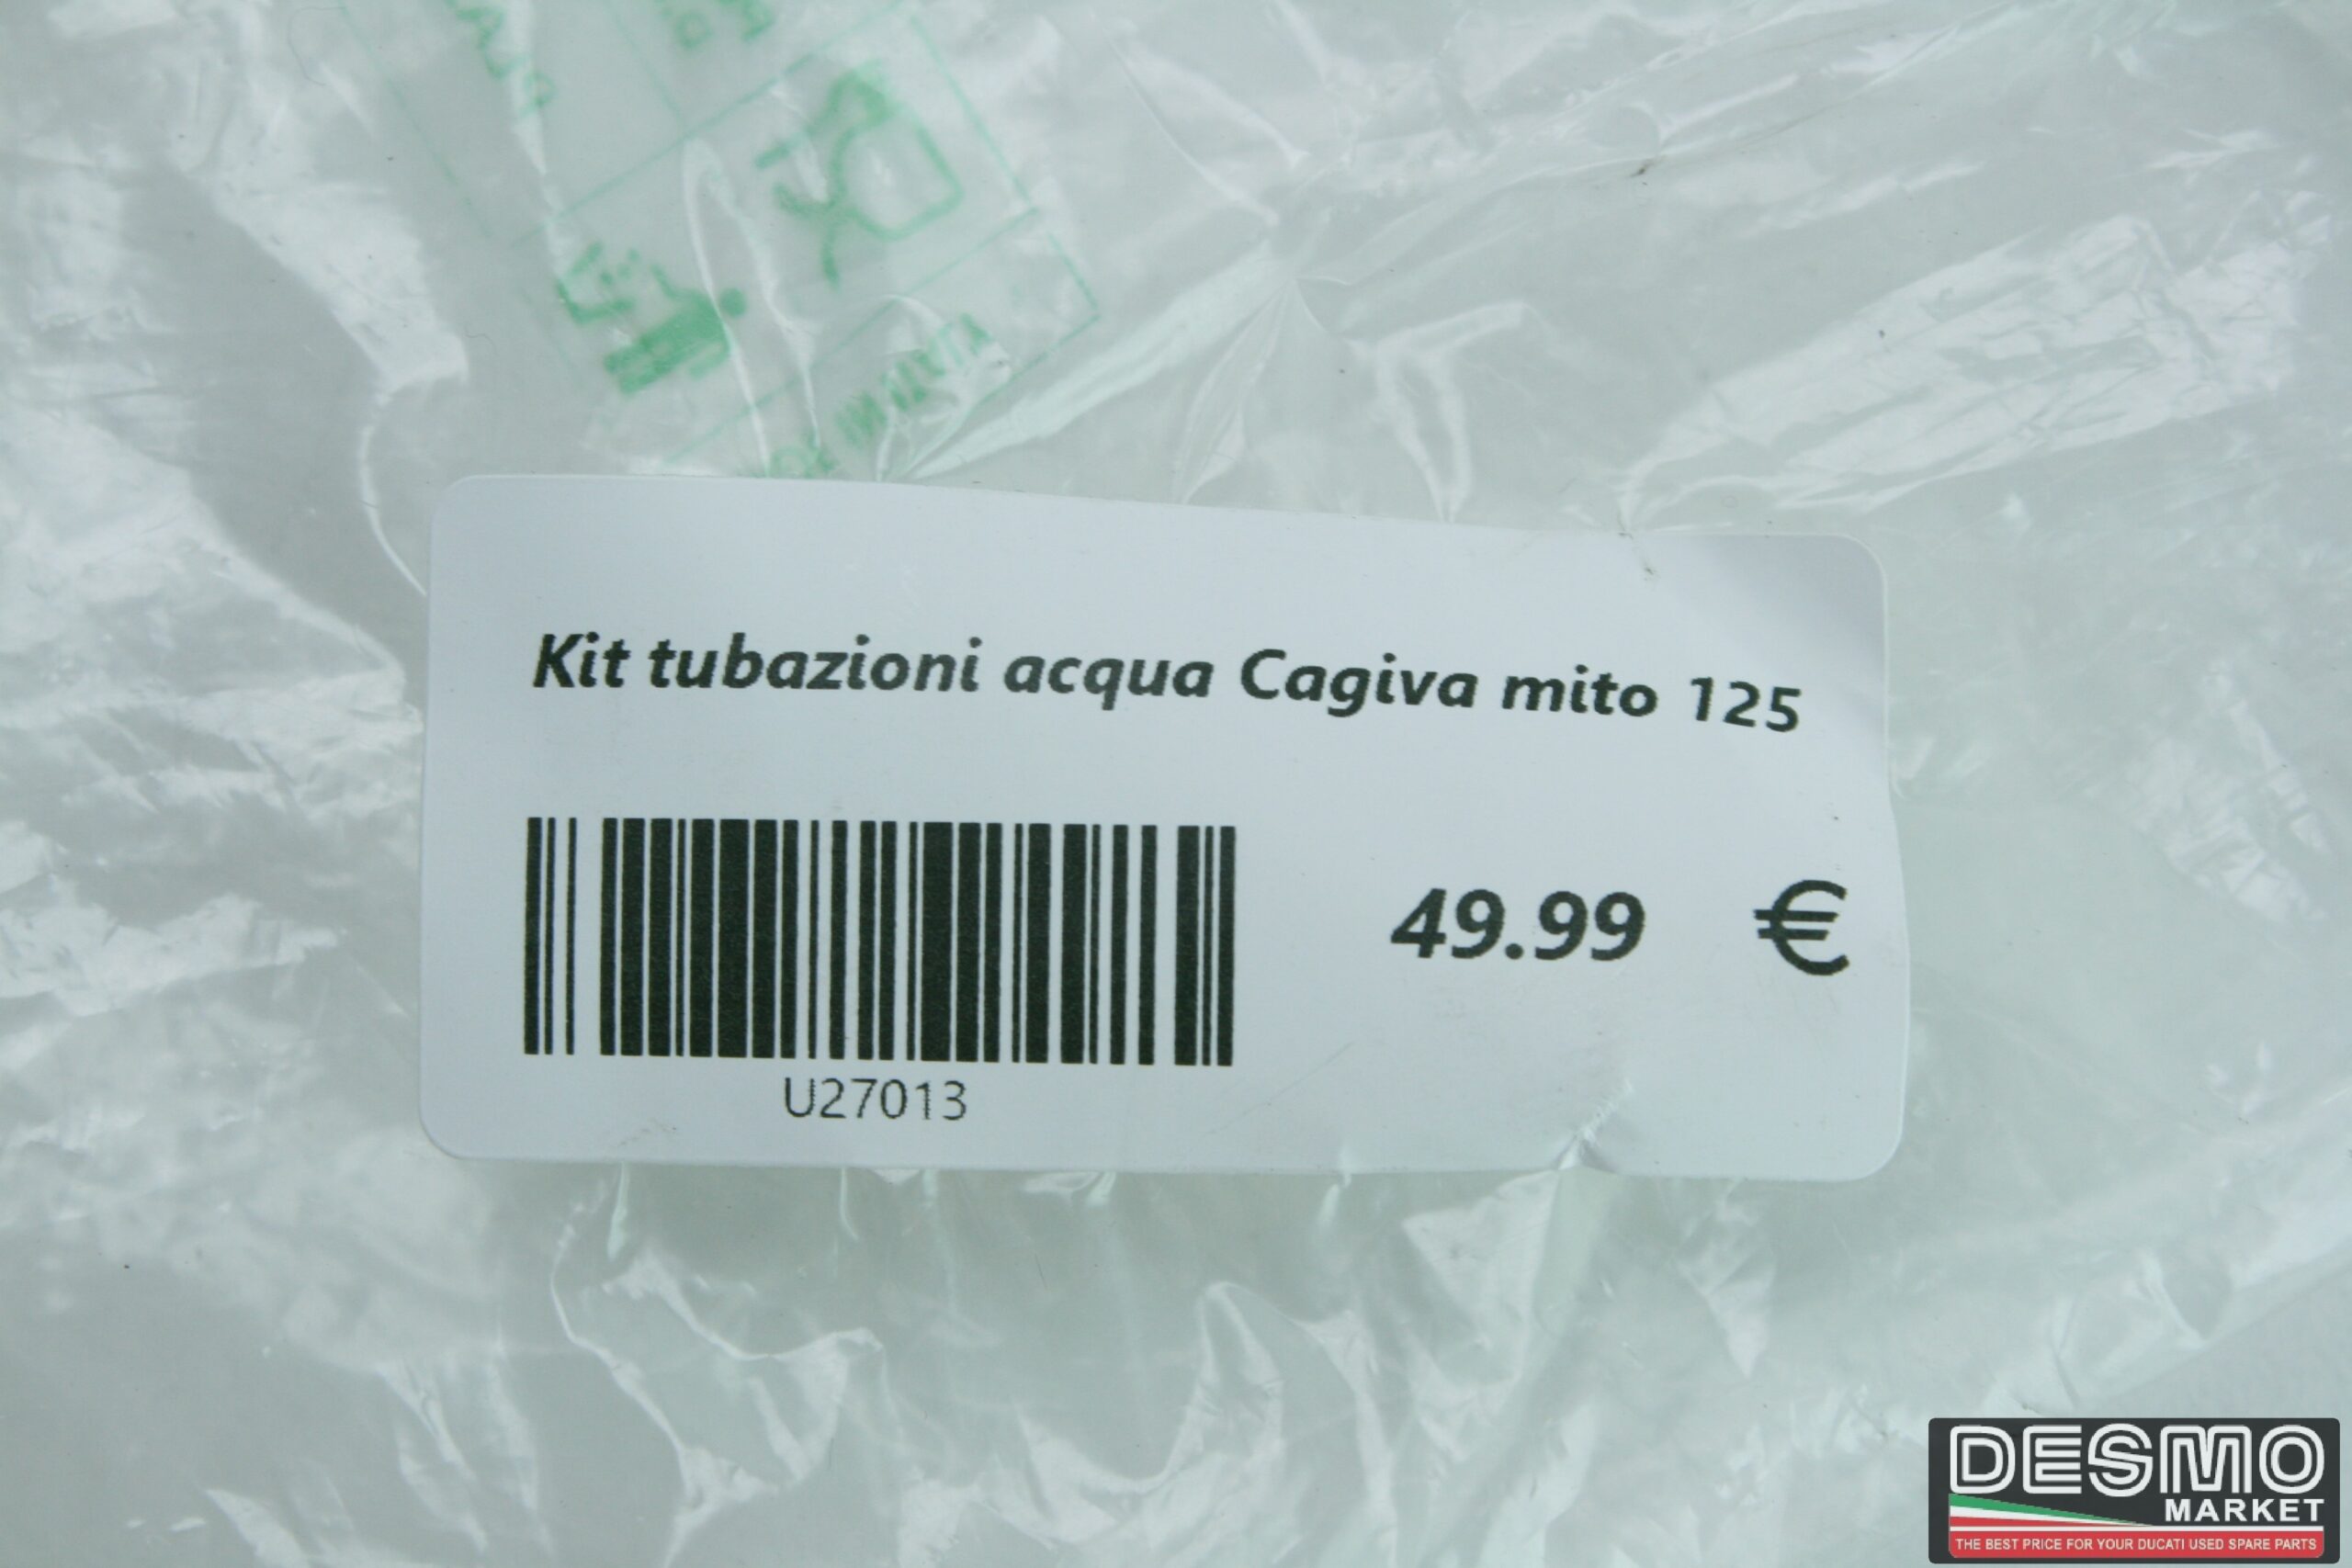 Kit tubazioni acqua Cagiva mito 125
49.99 €
U27013
DESMO
MARKET
THE BEST PRICE FOR YOUR DUCATI USED SPARE PARTS